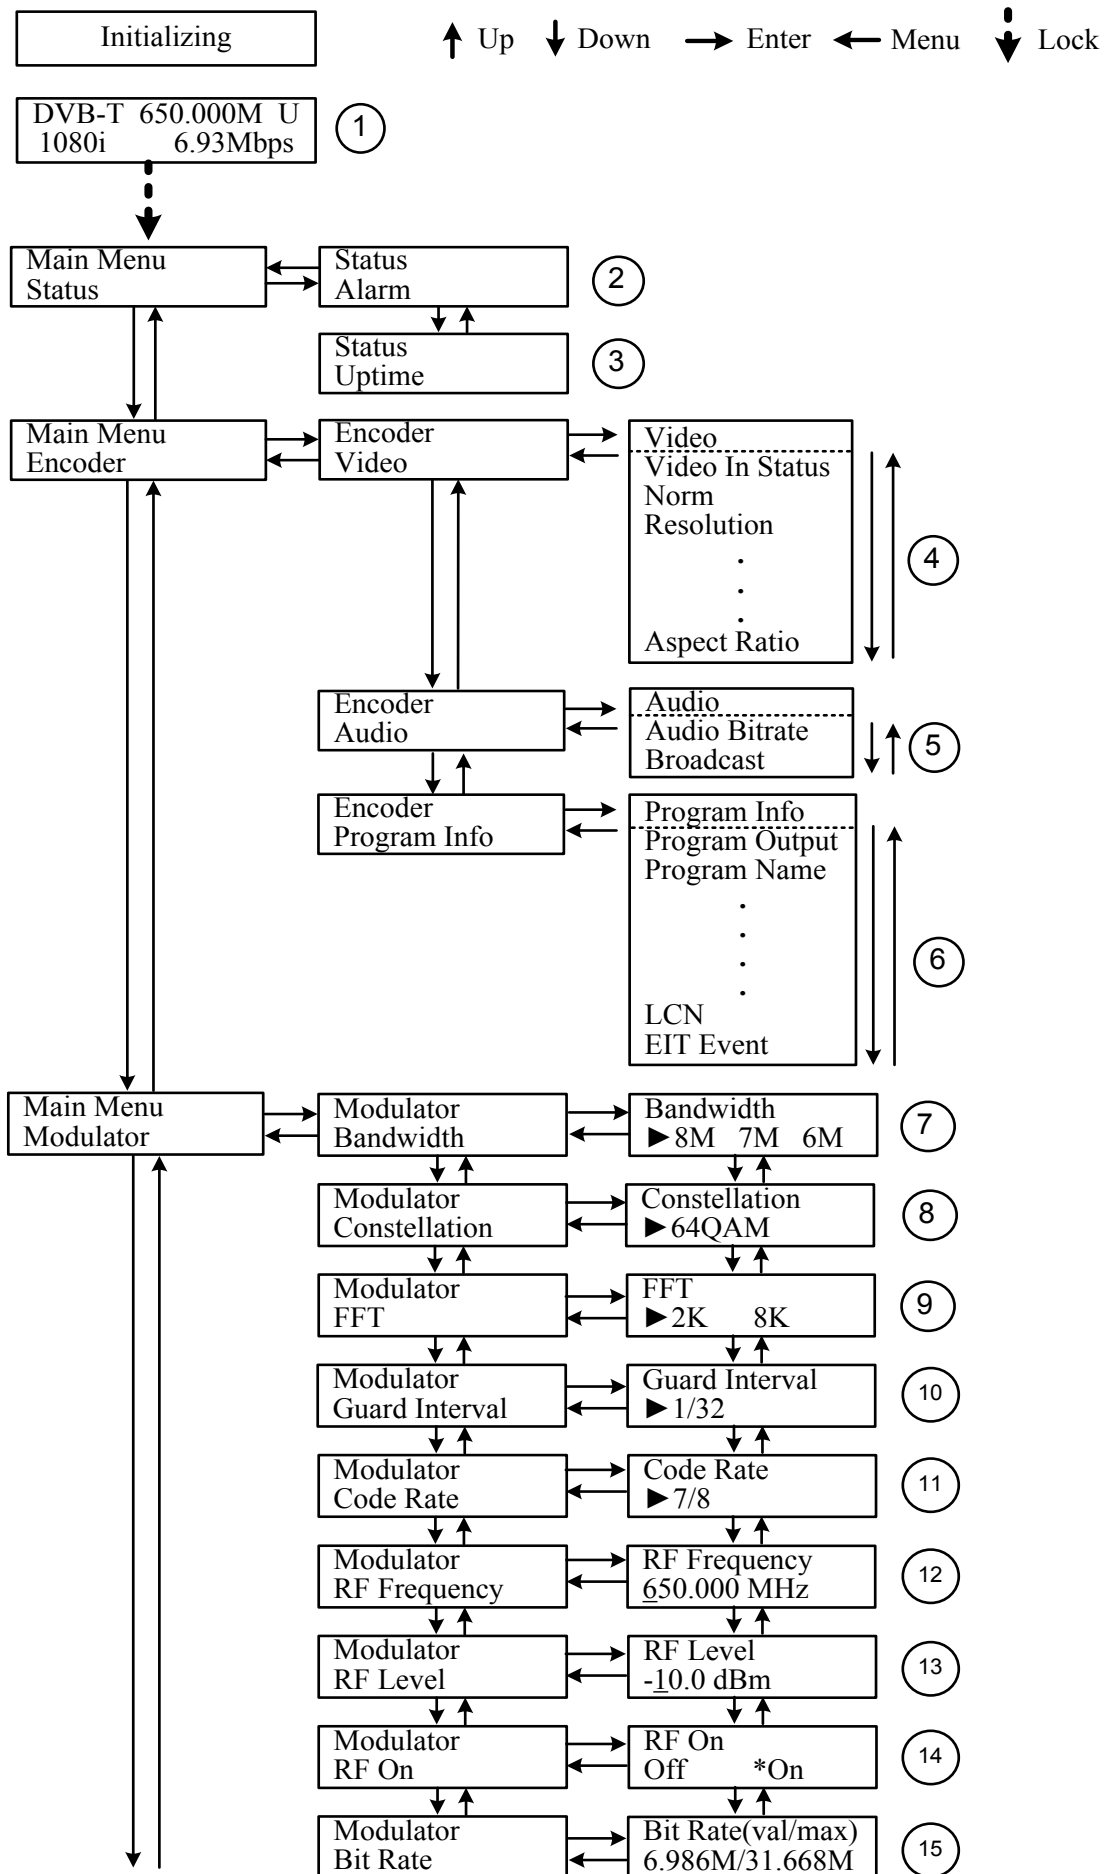 Initializing
Up Down Enter Menu Lock
DVB-T 650.000M U
1080i 6.93Mbps
1
Main Menu
Status
Status
Alarm
2
Status
Uptime
3
Main Menu
Encoder
Encoder
Video
Video
Video In Status
Norm
Resolution
.
.
.
Aspect Ratio
4
Encoder
Audio
Audio
Audio Bitrate
Broadcast
5
Encoder
Program Info
Program Info
Program Output
Program Name
.
.
.
.
LCN
EIT Event
6
Main Menu
Modulator
Modulator
Bandwidth
Bandwidth
►8M 7M 6M
7
Modulator
Constellation
Constellation
►64QAM
8
Modulator
FFT
FFT
►2K 8K
9
Modulator
Guard Interval
Guard Interval
►1/32
10
Modulator
Code Rate
Code Rate
►7/8
11
Modulator
RF Frequency
RF Frequency
650.000 MHz
12
Modulator
RF Level
RF Level
-10.0 dBm
13
Modulator
RF On
RF On
Off *On
14
Modulator
Bit Rate
Bit Rate(val/max)
6.986M/31.668M
15